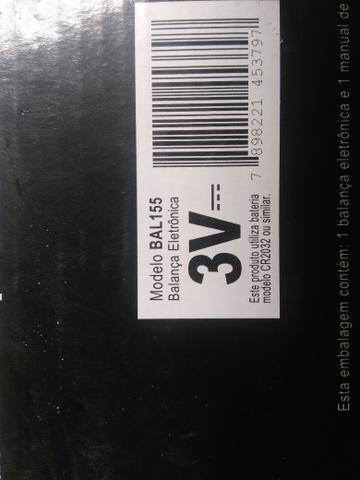 Modelo BAL155
Balança Eletrônica
3V
Este produto utiliza bateria
modelo CR2032 ou similar.
7 898221 453797
Esta embalagem contém: 1 balança eletrônica e 1 manual de